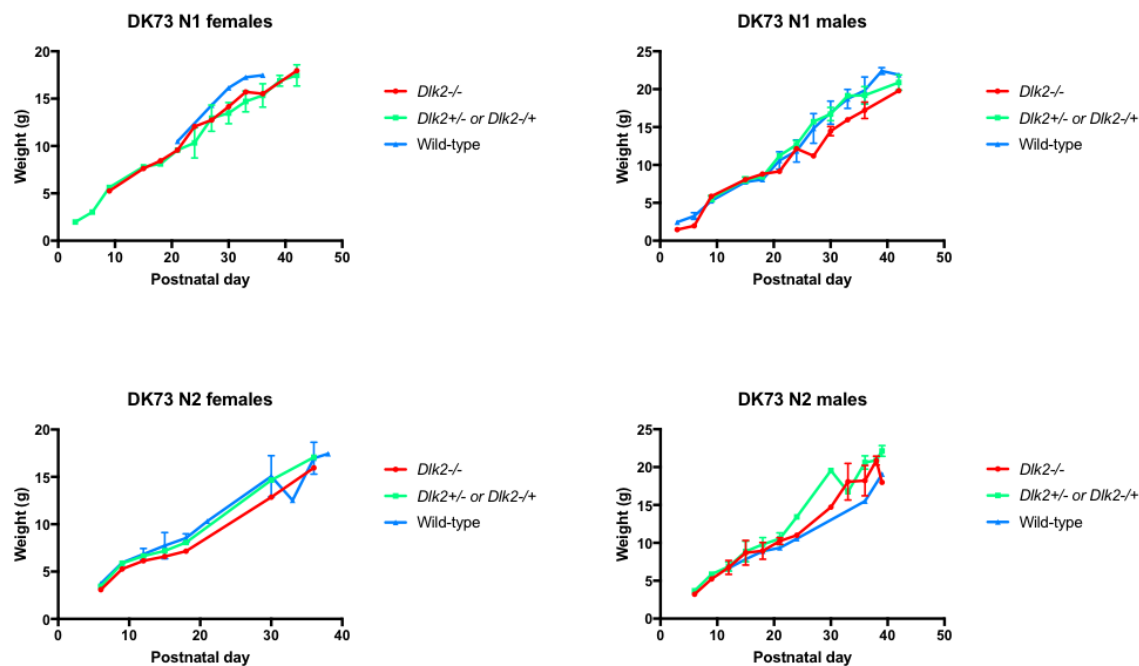 DK73 N1 females
Weight (g)
20
15
10
5
0
0 10 20 30 40 50
Postnatal day
Dlk2-/-
Dlk2+/- or Dlk2-/+
Wild-type
DK73 N1 males
Weight (g)
25
20
15
10
5
0
0 10 20 30 40 50
Postnatal day
Dlk2-/-
Dlk2+/- or Dlk2-/+
Wild-type
DK73 N2 females
Weight (g)
20
15
10
5
0
0 10 20 30 40
Postnatal day
Dlk2-/-
Dlk2+/- or Dlk2-/+
Wild-type
DK73 N2 males
Weight (g)
25
20
15
10
5
0
0 10 20 30 40 50
Postnatal day
Dlk2-/-
Dlk2+/- or Dlk2-/+
Wild-type